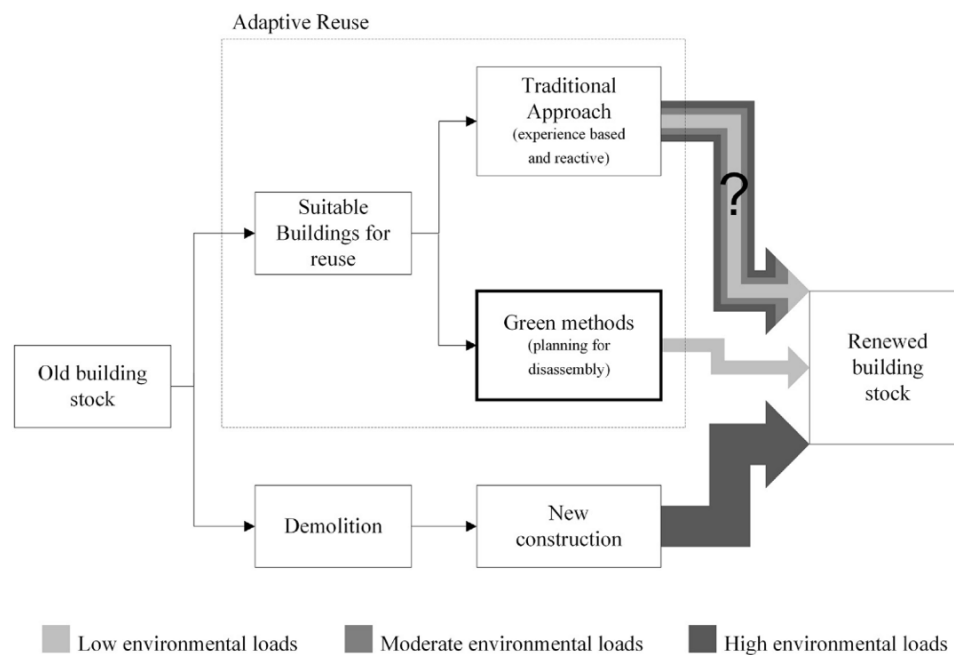 Adaptive Reuse
Traditional
Approach
(experience based
and reactive)
?
Suitable
Buildings for
reuse
Green methods
(planning for
disassembly)
Renewed
building
stock
Old building
stock
Demolition
New
construction
Low environmental loads
Moderate environmental loads
High environmental loads